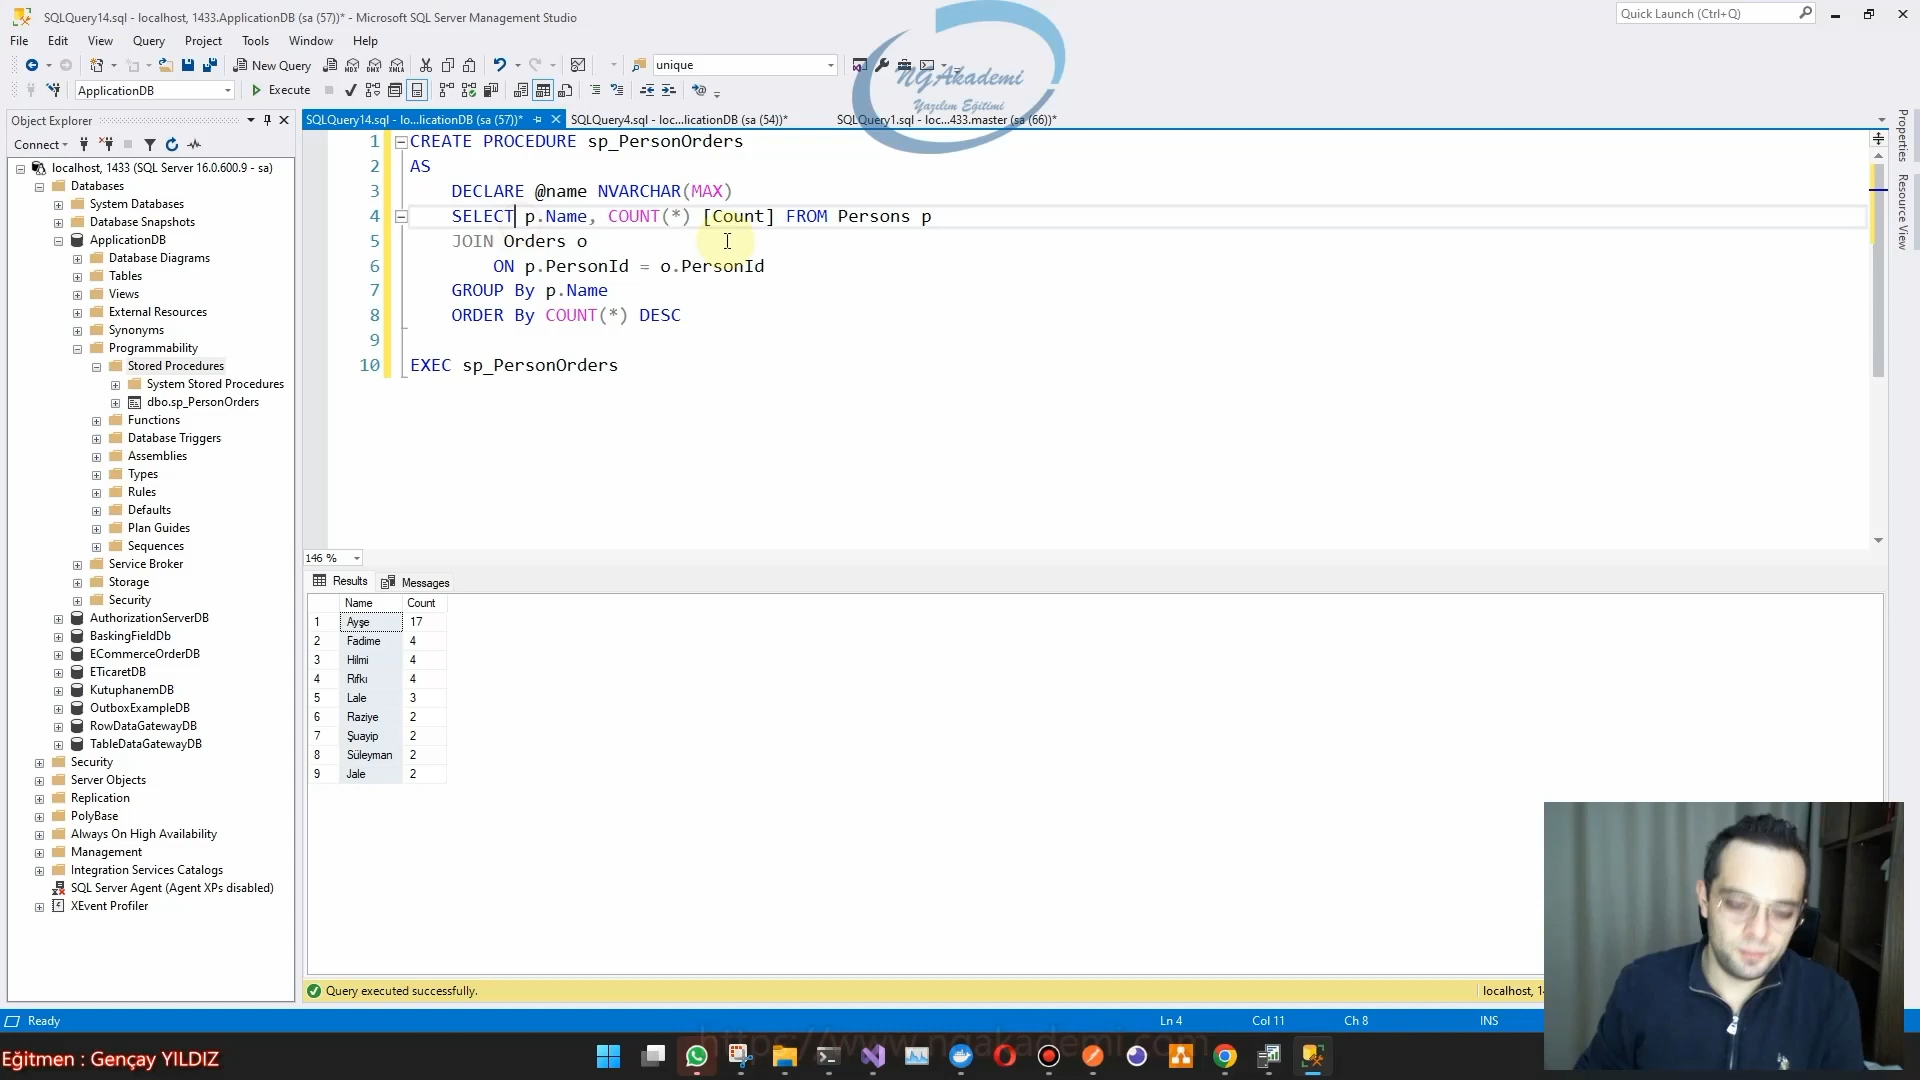 SQLQuery14.sql - localhost, 1433.ApplicationDB (sa (57))* - Microsoft SQL Server Management Studio
Quick Launch (Ctrl+Q)
File Edit View Query Project Tools Window Help
New Query
unique
ApplicationDB
Execute
NGAkademi
Yazılım Eğitimi
Object Explorer
Connect
localhost, 1433 (SQL Server 16.0.600.9 - sa)
Databases
System Databases
Database Snapshots
ApplicationDB
Database Diagrams
Tables
Views
External Resources
Synonyms
Programmability
Stored Procedures
System Stored Procedures
dbo.sp_PersonOrders
Functions
Database Triggers
Assemblies
Types
Rules
Defaults
Plan Guides
Sequences
Service Broker
Storage
Security
AuthorizationServerDB
BaskingFieldDb
ECommerceOrderDB
ETicaretDB
KutuphanemDB
OutboxExampleDB
RowDataGatewayDB
TableDataGatewayDB
Security
Server Objects
Replication
PolyBase
Always On High Availability
Management
Integration Services Catalogs
SQL Server Agent (Agent XPs disabled)
XEvent Profiler
SQLQuery14.sql - lo...licationDB (sa (57))* SQLQuery4.sql - loc...licationDB (sa (54))* SQLQuery1.sql - loc...433.master (sa (66))*
1 CREATE PROCEDURE sp_PersonOrders
2 AS
3 DECLARE @name NVARCHAR(MAX)
4 SELECT p.Name, COUNT(*) [Count] FROM Persons p
5 JOIN Orders o
6 ON p.PersonId = o.PersonId
7 GROUP By p.Name
8 ORDER By COUNT(*) DESC
9
10 EXEC sp_PersonOrders
Properties
Resource View
146 %
Results Messages
Name Count
1 Ayşe 17
2 Fadime 4
3 Hilmi 4
4 Rıfkı 4
5 Lale 3
6 Raziye 2
7 Şuayip 2
8 Süleyman 2
9 Jale 2
Query executed successfully.
localhost, 14
Ready
Ln 4 Col 11 Ch 8 INS
Eğitmen : Gençay YILDIZ
http://www.ngakademi.com